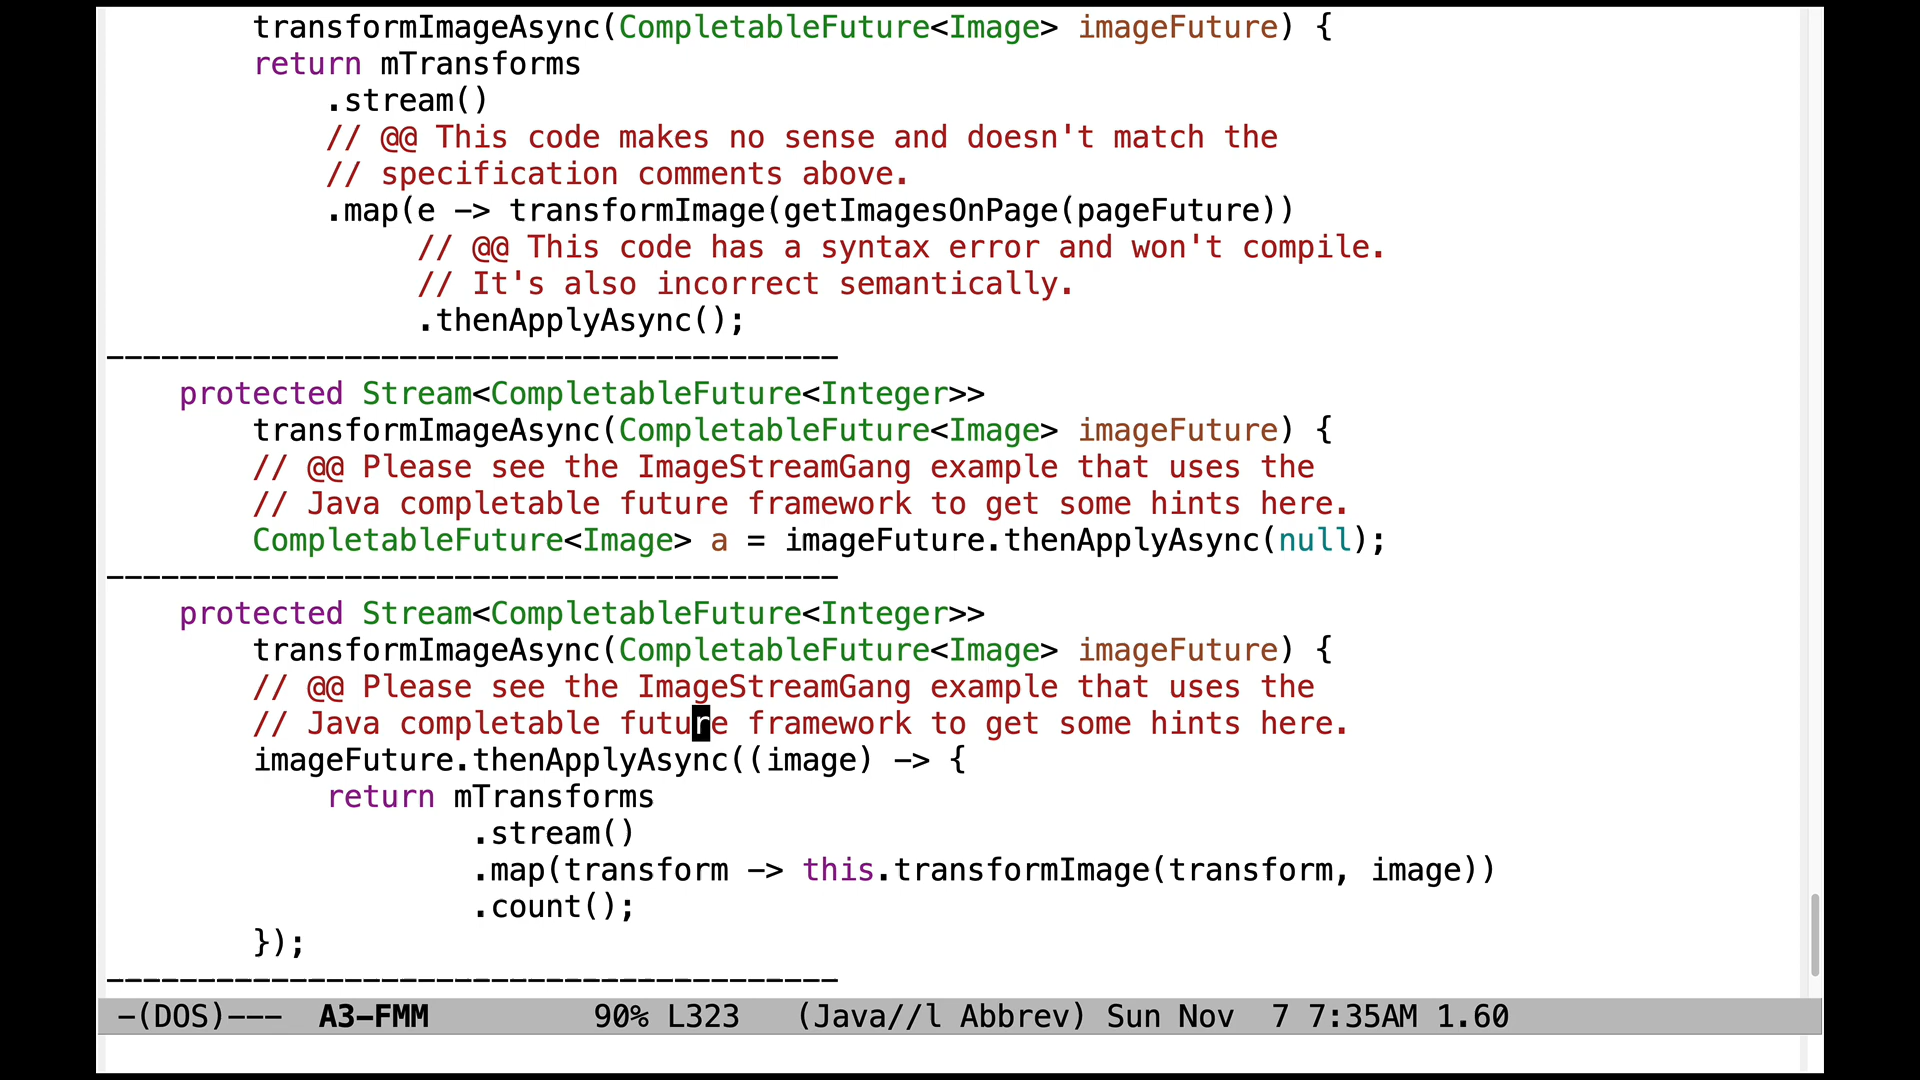 transformImageAsync(CompletableFuture<Image> imageFuture) {
return mTransforms
.stream()
// @@ This code makes no sense and doesn't match the
// specification comments above.
.map(e -> transformImage(getImagesOnPage(pageFuture))
// @@ This code has a syntax error and won't compile.
// It's also incorrect semantically.
.thenApplyAsync();
----------------------------------------
protected Stream<CompletableFuture<Integer>>
transformImageAsync(CompletableFuture<Image> imageFuture) {
// @@ Please see the ImageStreamGang example that uses the
// Java completable future framework to get some hints here.
CompletableFuture<Image> a = imageFuture.thenApplyAsync(null);
----------------------------------------
protected Stream<CompletableFuture<Integer>>
transformImageAsync(CompletableFuture<Image> imageFuture) {
// @@ Please see the ImageStreamGang example that uses the
// Java completable future framework to get some hints here.
imageFuture.thenApplyAsync((image) -> {
return mTransforms
.stream()
.map(transform -> this.transformImage(transform, image))
.count();
});
----------------------------------------
-(DOS)--- A3-FMM 90% L323 (Java//l Abbrev) Sun Nov 7 7:35AM 1.60